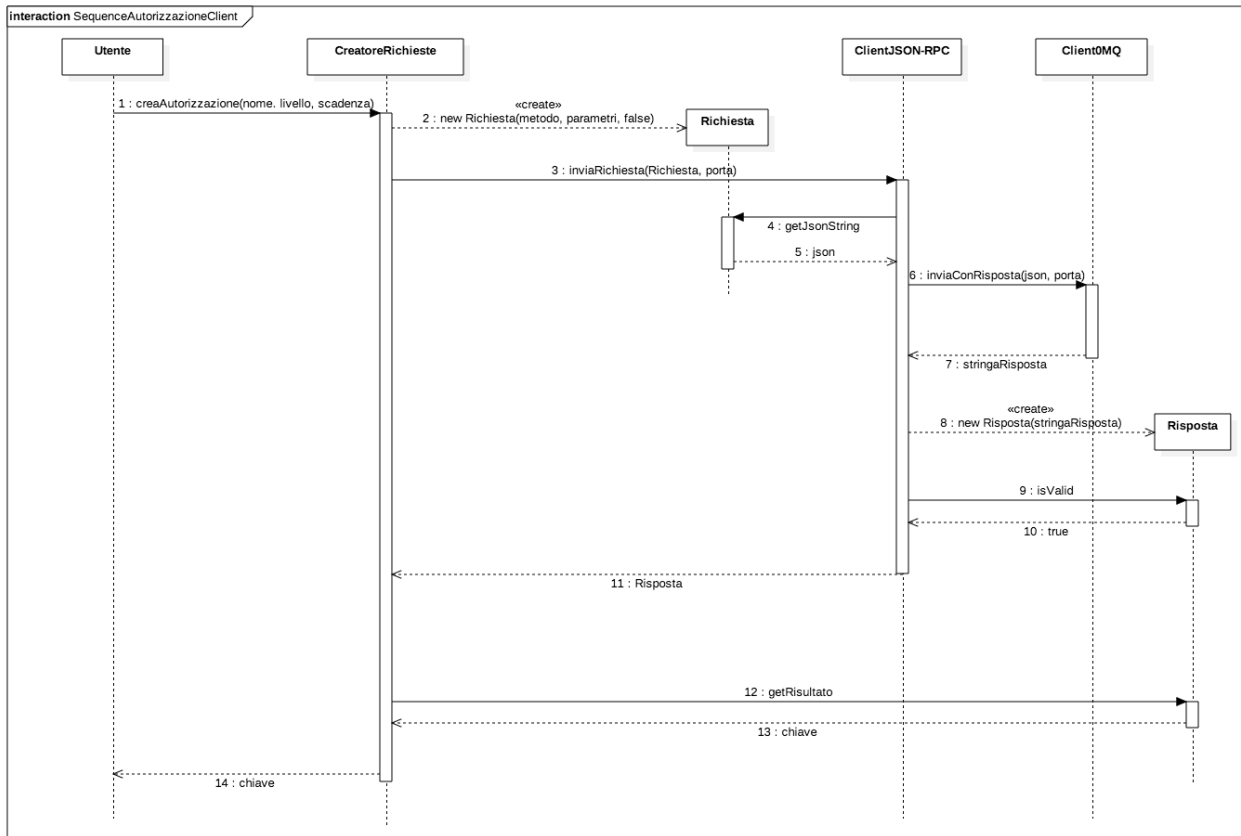 interaction SequenceAutorizzazioneClient
Utente
CreatoreRichieste
ClientJSON-RPC
Client0MQ
1 : creaAutorizzazione(nome. livello, scadenza)
«create»
2 : new Richiesta(metodo, parametri, false)
Richiesta
3 : inviaRichiesta(Richiesta, porta)
4 : getJsonString
5 : json
6 : inviaConRisposta(json, porta)
7 : stringaRisposta
«create»
8 : new Risposta(stringaRisposta)
Risposta
9 : isValid
10 : true
11 : Risposta
12 : getRisultato
13 : chiave
14 : chiave